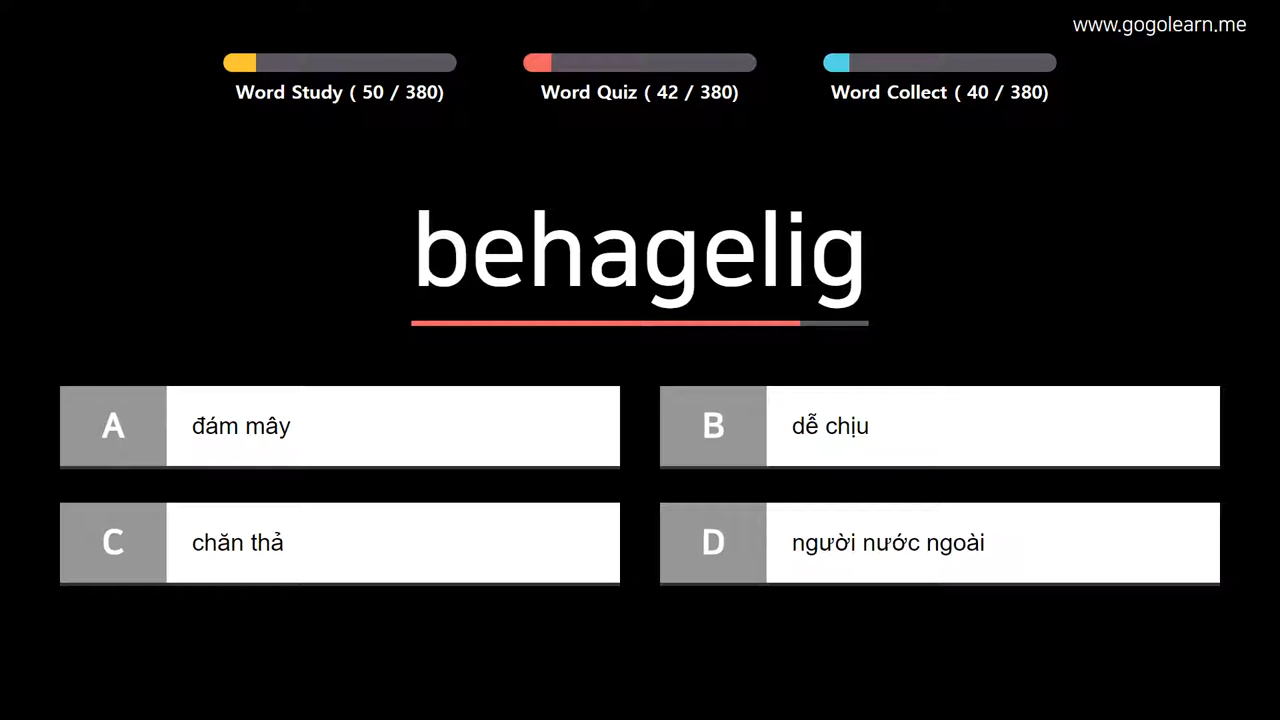 www.gogolearn.me
Word Study ( 50 / 380)
Word Quiz ( 42 / 380)
Word Collect ( 40 / 380)
behagelig
A đám mây
B dễ chịu
C chăn thả
D người nước ngoài